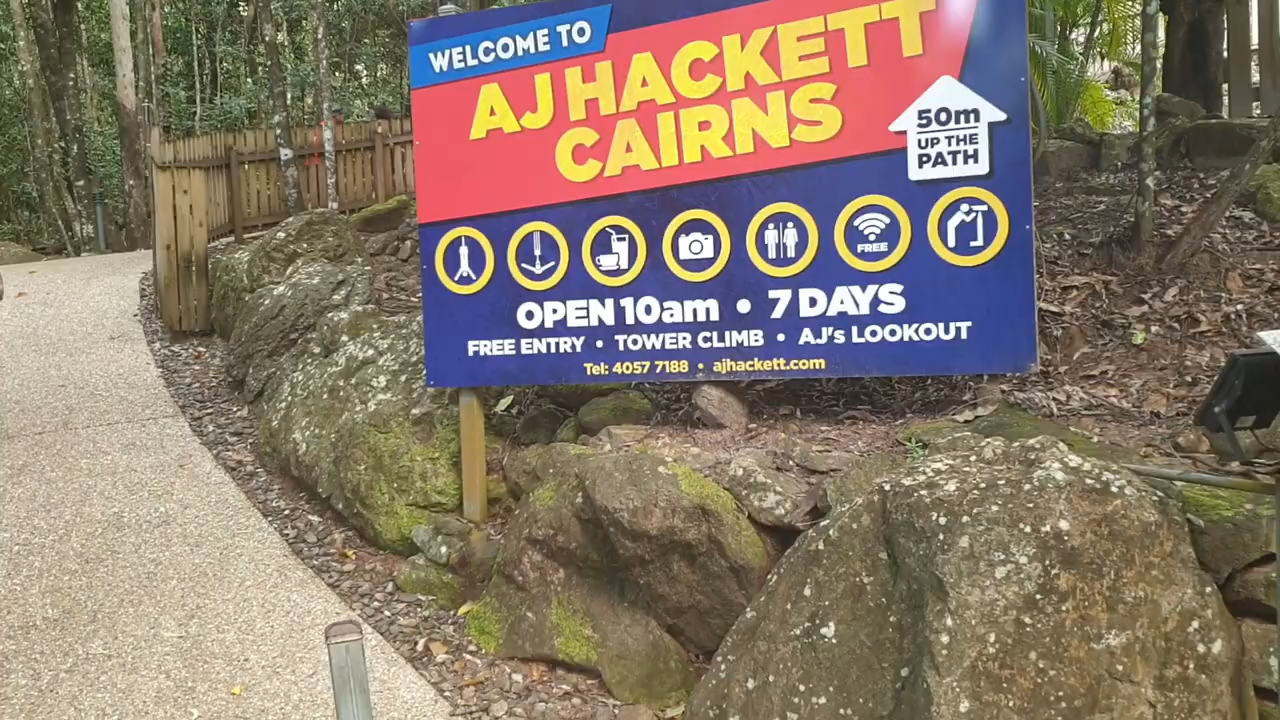 WELCOME TO
AJ HACKETT
CAIRNS
50m
UP THE
PATH
FREE
OPEN 10am • 7 DAYS
FREE ENTRY • TOWER CLIMB • AJ's LOOKOUT
Tel: 4057 7188 • ajhackett.com